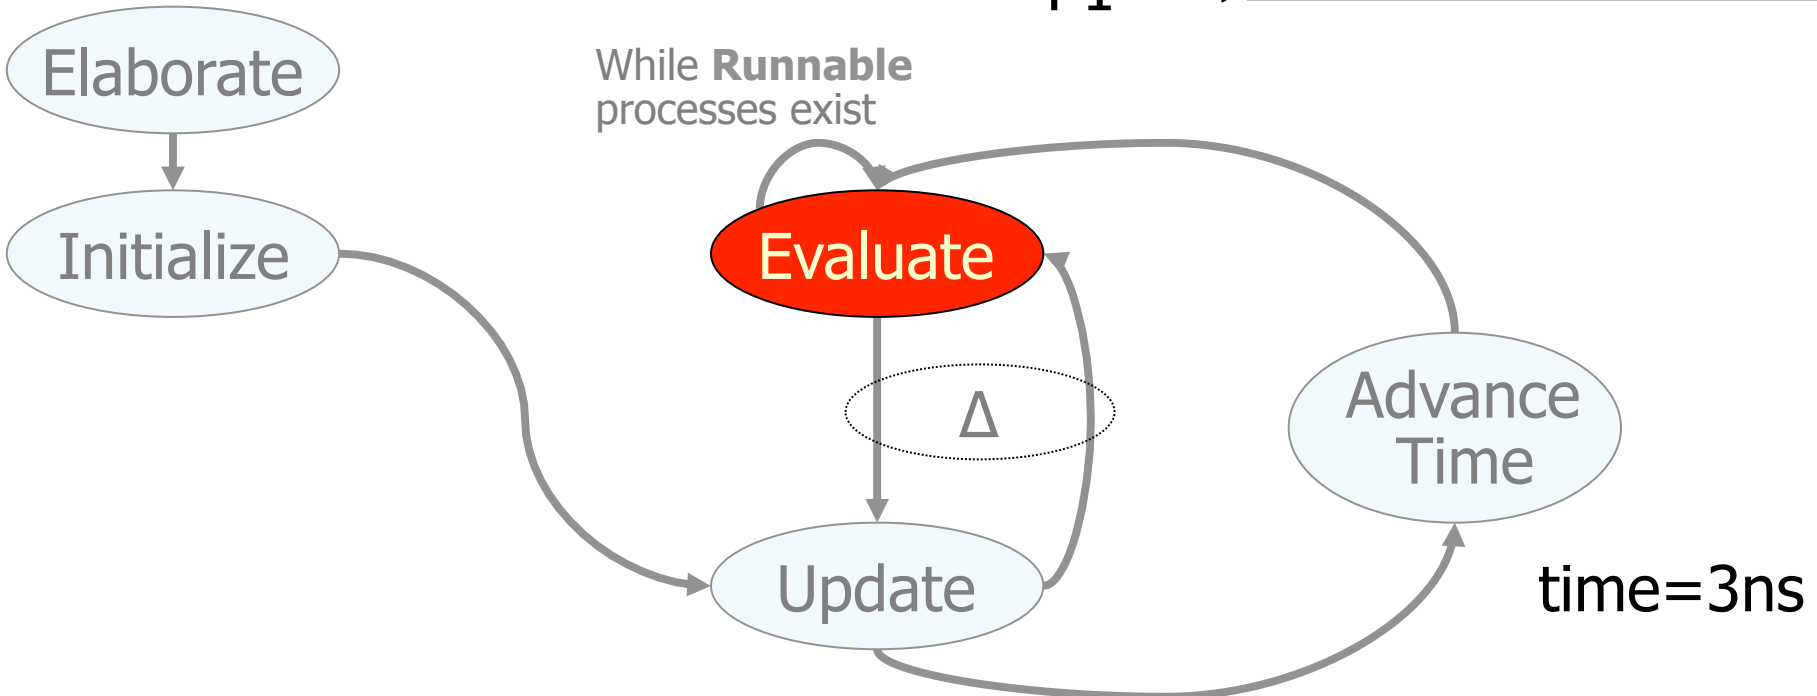 Elaborate
While Runnable
processes exist
Initialize
Evaluate
Δ
Advance
Time
Update
time=3ns